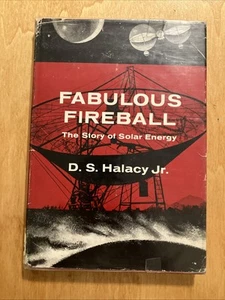 FABULOUS
FIREBALL
The Story of Solar Energy
D. S. Halacy Jr.